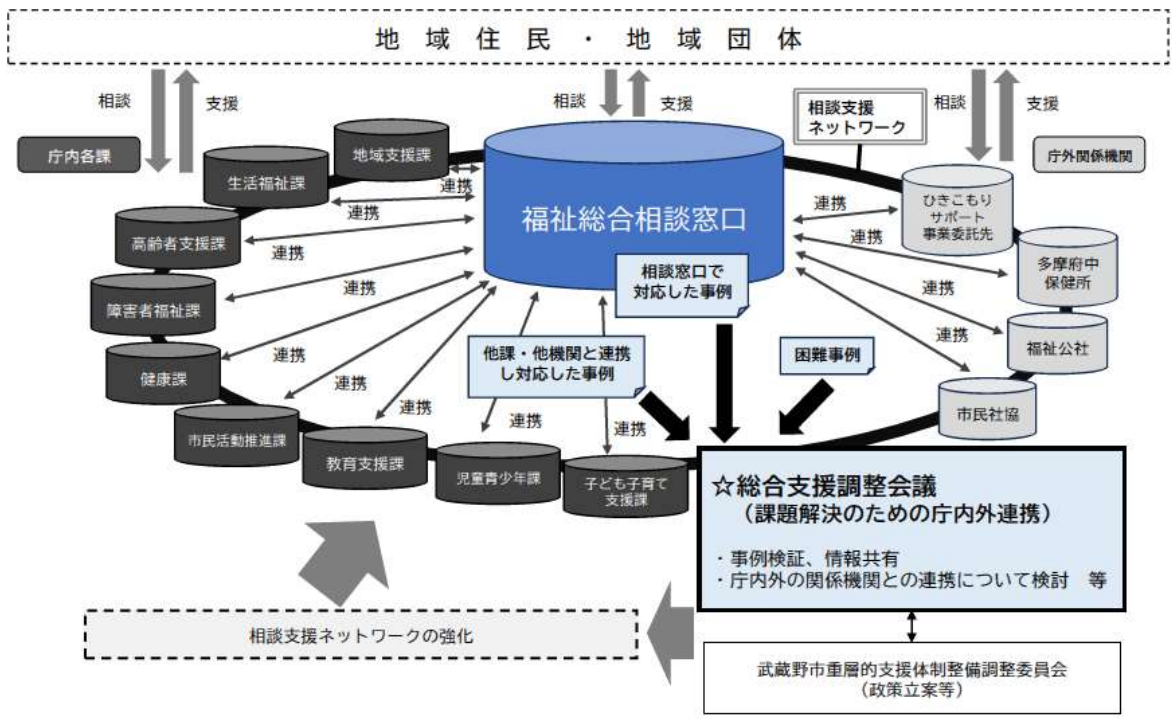 地域住民・地域団体
相談
支援
相談
支援
相談
支援
庁内各課
相談支援
ネットワーク
庁外関係機関
地域支援課
生活福祉課
高齢者支援課
障害者福祉課
健康課
市民活動推進課
教育支援課
児童青少年課
子ども子育て
支援課
福祉総合相談窓口
連携
連携
連携
連携
連携
連携
連携
連携
連携
連携
連携
連携
連携
ひきこもり
サポート
事業委託先
多摩府中
保健所
福祉公社
市民社協
相談窓口で
対応した事例
他課・他機関と連携
し対応した事例
困難事例
☆総合支援調整会議
（課題解決のための庁内外連携）
・事例検証、情報共有
・庁内外の関係機関との連携について検討　等
相談支援ネットワークの強化
武蔵野市重層的支援体制整備調整委員会
（政策立案等）